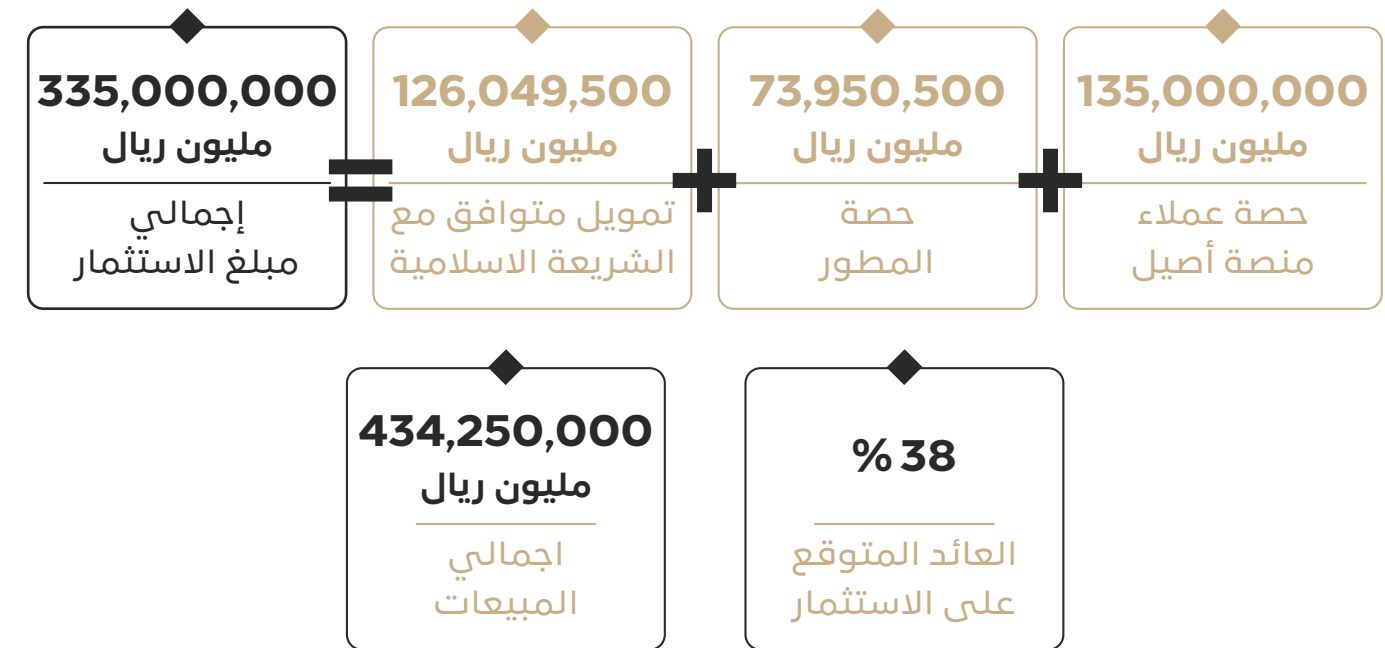 135,000,000
مليون ريال
حصة عملاء
منصة أصيل
+
73,950,500
مليون ريال
حصة
المطور
+
126,049,500
مليون ريال
تمويل متوافق مع
الشريعة الاسلامية
=
335,000,000
مليون ريال
إجمالي
مبلغ الاستثمار
% 38
العائد المتوقع
على الاستثمار
434,250,000
مليون ريال
اجمالي
المبيعات